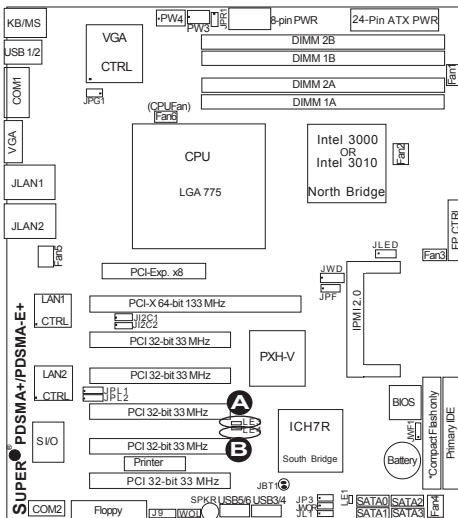 KB/MS
USB 1/2
COM1
VGA
JLAN1
JLAN2
Fan5
VGA
CTRL
JPG1
PW4
PW3
JPR1
8-pin PWR
24-Pin ATX PWR
DIMM 2B
DIMM 1B
DIMM 2A
DIMM 1A
Fan1
(CPUFan)
Fan6
CPU
LGA 775
Intel 3000
OR
Intel 3010
North Bridge
Fan2
FP CTRL
JLED
Fan3
JWD
JPF
IPMI 2.0
PCI-Exp. x8
PCI-X 64-bit 133 MHz
LAN1
CTRL
JI2C1
JI2C2
PCI 32-bit 33 MHz
PXH-V
PCI 32-bit 33 MHz
LAN2
CTRL
JPL1
JPL2
PCI 32-bit 33 MHz
A
B
ICH7R
South Bridge
BIOS
JWF1
*Compact Flash only
Primary IDE
Battery
SUPER® PDSMA+/PDSMA-E+
S I/O
PCI 32-bit 33 MHz
Printer
PCI 32-bit 33 MHz
JBT1
COM2
Floppy
J9
WOL
SPKR
USB5/6
USB3/4
JP3
JWOR
JL1
LE1
SATA0
SATA2
SATA1
SATA3
Fan4